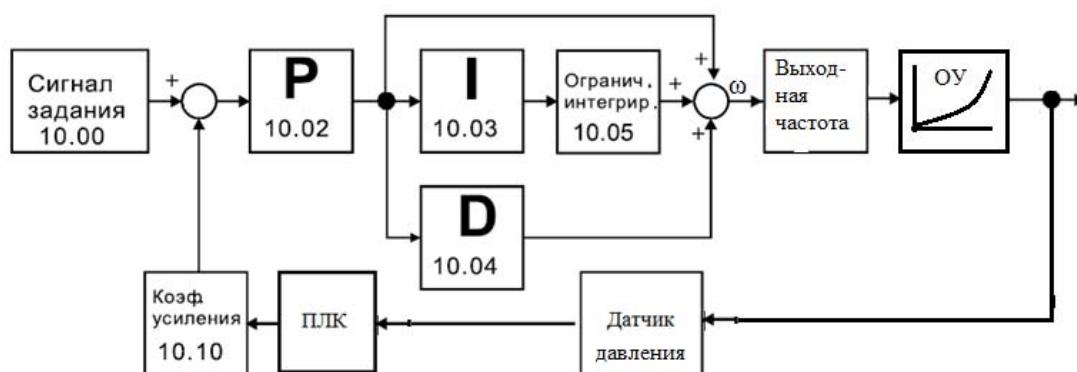 Сигнал
задания
10.00
+
P
10.02
I
10.03
Огранич.
интегрир.
10.05
+
+
+
ω
Выход-
ная
частота
ОУ
D
10.04
Коэф.
усиления
10.10
ПЛК
Датчик
давления